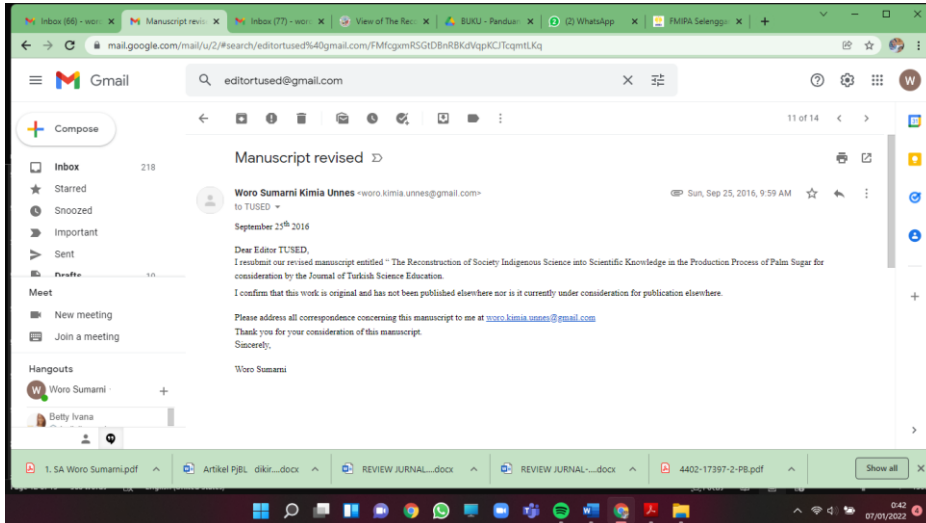 Inbox (66) - wor
Manuscript revis
Inbox (77) - wor
View of The Rec
BUKU - Panduan
(2) WhatsApp
FMIPA Selengga
mail.google.com/mail/u/2/#search/editortused%40gmail.com/FMfcgxmRSGtDBnRBKdVqpKCJTcqmtLKq
Gmail
editortused@gmail.com
W
Compose
11 of 14
Inbox 218
Starred
Snoozed
Important
Sent
Drafts 10
Manuscript revised
Woro Sumarni Kimia Unnes <woro.kimia.unnes@gmail.com>
Sun, Sep 25, 2016, 9:59 AM
to TUSED
September 25th 2016
Dear Editor TUSED,
I resubmit our revised manuscript entitled “ The Reconstruction of Society Indigenous Science into Scientific Knowledge in the Production Process of Palm Sugar for
consideration by the Journal of Turkish Science Education.
I confirm that this work is original and has not been published elsewhere nor is it currently under consideration for publication elsewhere.
Please address all correspondence concerning this manuscript to me at woro.kimia.unnes@gmail.com
Thank you for your consideration of this manuscript.
Sincerely,
Woro Sumarni
Meet
New meeting
Join a meeting
Hangouts
W Woro Sumarni
Betty Ivana
1. SA Woro Sumarni.pdf
Artikel PjBL dikir....docx
REVIEW JURNAL....docx
REVIEW JURNAL-...docx
4402-17397-2-PB.pdf
Show all
0:42
07/01/2022
4